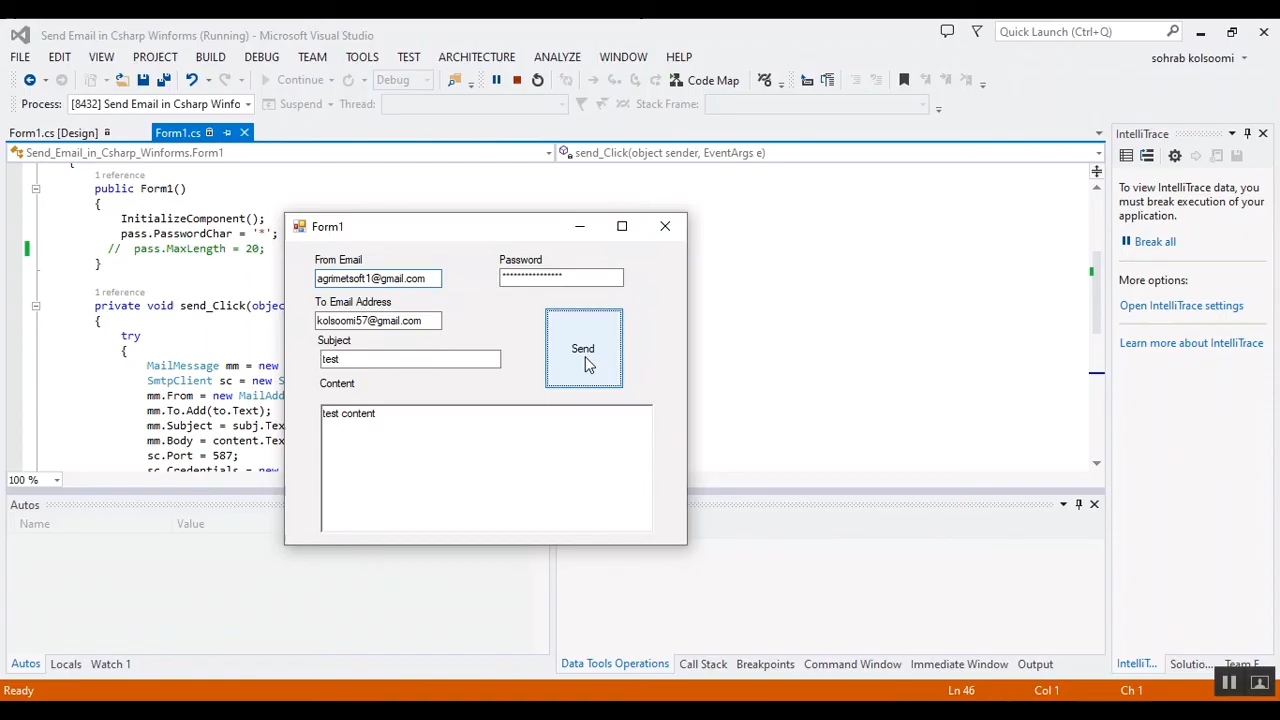 Send Email in Csharp Winforms (Running) - Microsoft Visual Studio
Quick Launch (Ctrl+Q)
FILE EDIT VIEW PROJECT BUILD DEBUG TEAM TOOLS TEST ARCHITECTURE ANALYZE WINDOW HELP
sohrab kolsoomi
Continue Debug Code Map
Process: [8432] Send Email in Csharp Winfo Suspend Thread: Stack Frame:
Form1.cs [Design] Form1.cs
Send_Email_in_Csharp_Winforms.Form1 send_Click(object sender, EventArgs e)
{
1 reference
public Form1()
{
InitializeComponent();
pass.PasswordChar = '*';
// pass.MaxLength = 20;
}
1 reference
private void send_Click(objec
{
try
{
MailMessage mm = new
SmtpClient sc = new S
mm.From = new MailAd
mm.To.Add(to.Text);
mm.Subject = subj.Tex
mm.Body = content.Tex
sc.Port = 587;
sc.Credentials = new
100 %
Form1
From Email
agrimetsoft1@gmail.com
Password
****************
To Email Address
kolsoomi57@gmail.com
Subject
test
Send
Content
test content
IntelliTrace
To view IntelliTrace data, you
must break execution of your
application.
Break all
More options:
Open IntelliTrace settings
Learn more about IntelliTrace
Autos
Name Value
Autos Locals Watch 1
Data Tools Operations Call Stack Breakpoints Command Window Immediate Window Output
IntelliT... Solutio... Team E
Ready Ln 46 Col 1 Ch 1